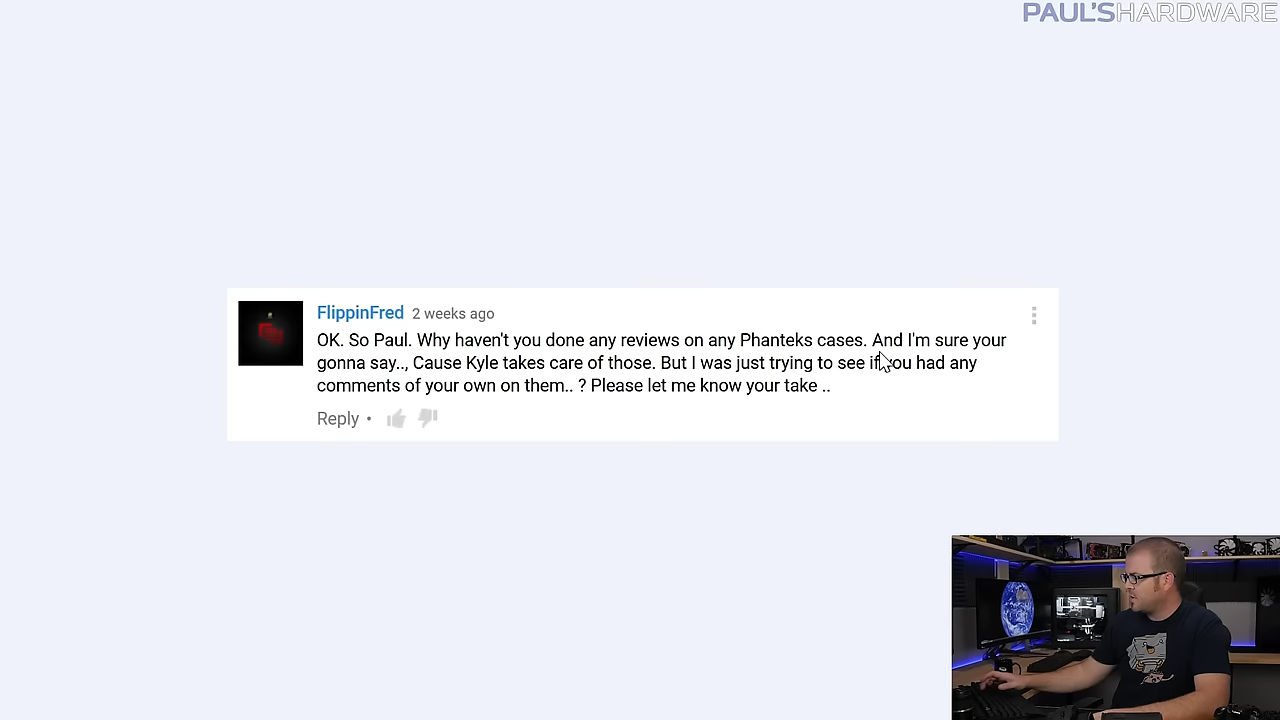 PAUL'SHARDWARE
FlippinFred 2 weeks ago
OK. So Paul. Why haven't you done any reviews on any Phanteks cases. And I'm sure your
gonna say.., Cause Kyle takes care of those. But I was just trying to see if you had any
comments of your own on them.. ? Please let me know your take ..
Reply •